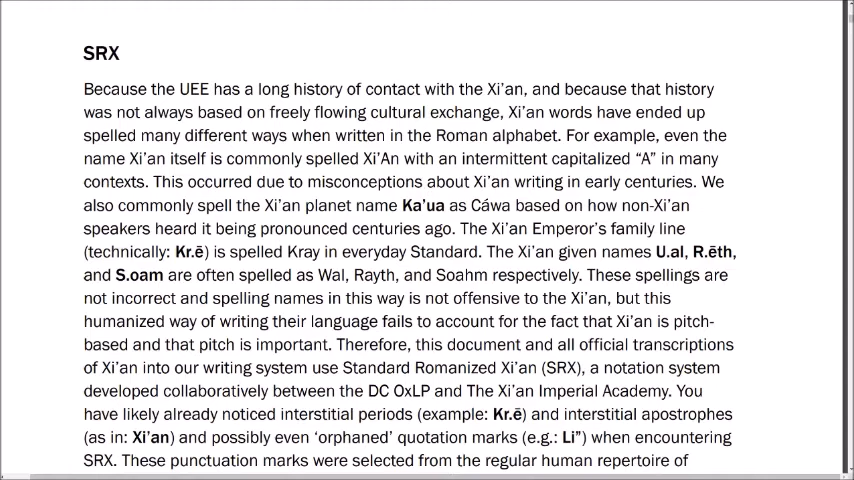 SRX
Because the UEE has a long history of contact with the Xi’an, and because that history
was not always based on freely flowing cultural exchange, Xi’an words have ended up
spelled many different ways when written in the Roman alphabet. For example, even the
name Xi’an itself is commonly spelled Xi’An with an intermittent capitalized “A” in many
contexts. This occurred due to misconceptions about Xi’an writing in early centuries. We
also commonly spell the Xi’an planet name Ka’ua as Cáwa based on how non-Xi’an
speakers heard it being pronounced centuries ago. The Xi’an Emperor’s family line
(technically: Kr.ē) is spelled Kray in everyday Standard. The Xi’an given names U.al, R.ēth,
and S.oam are often spelled as Wal, Rayth, and Soahm respectively. These spellings are
not incorrect and spelling names in this way is not offensive to the Xi’an, but this
humanized way of writing their language fails to account for the fact that Xi’an is pitch-
based and that pitch is important. Therefore, this document and all official transcriptions
of Xi’an into our writing system use Standard Romanized Xi’an (SRX), a notation system
developed collaboratively between the DC OxLP and The Xi’an Imperial Academy. You
have likely already noticed interstitial periods (example: Kr.ē) and interstitial apostrophes
(as in: Xi’an) and possibly even ‘orphaned’ quotation marks (e.g.: Li”) when encountering
SRX. These punctuation marks were selected from the regular human repertoire of